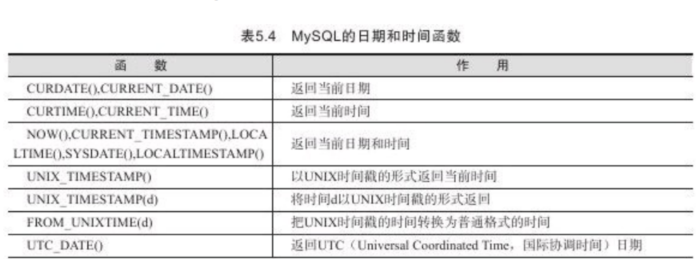 表5.4 MySQL的日期和时间函数
函 数 作 用
CURDATE(),CURRENT_DATE() 返回当前日期
CURTIME(),CURRENT_TIME() 返回当前时间
NOW(),CURRENT_TIMESTAMP(),LOCA
LTIME(),SYSDATE(),LOCALTIMESTAMP() 返回当前日期和时间
UNIX_TIMESTAMP() 以UNIX时间戳的形式返回当前时间
UNIX_TIMESTAMP(d) 将时间d以UNIX时间戳的形式返回
FROM_UNIXTIME(d) 把UNIX时间戳的时间转换为普通格式的时间
UTC_DATE() 返回UTC（Universal Coordinated Time，国际协调时间）日期